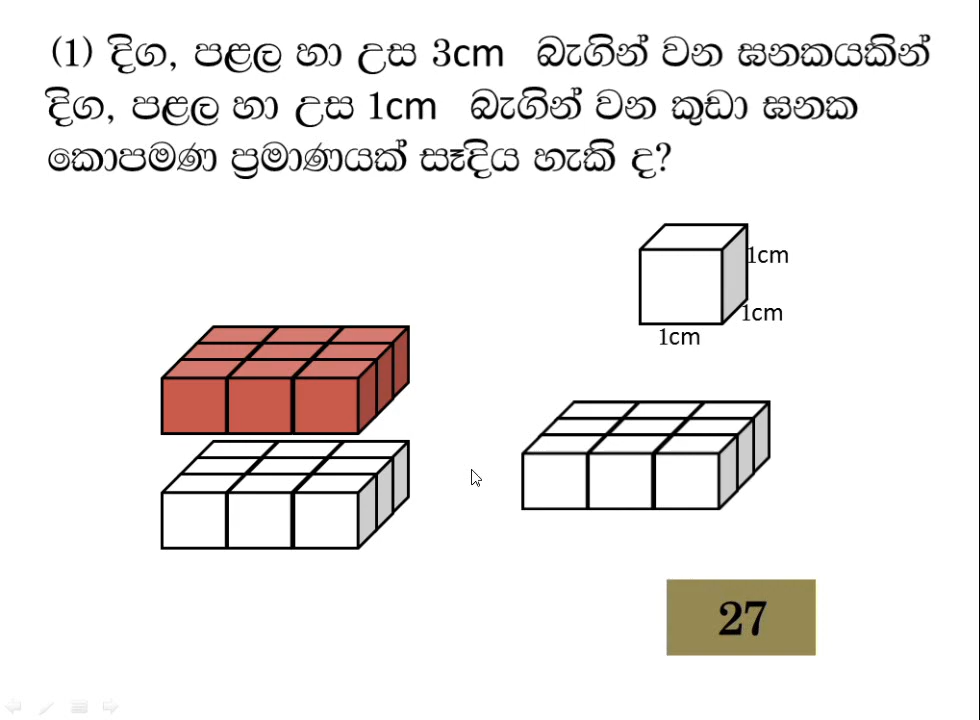 (1) දිග, පළල හා උස 3cm බැගින් වන ඝනකයකින්
දිග, පළල හා උස 1cm බැගින් වන කුඩා ඝනක
කොපමණ ප්‍රමාණයක් සෑදිය හැකි ද?
1cm
1cm
1cm
27